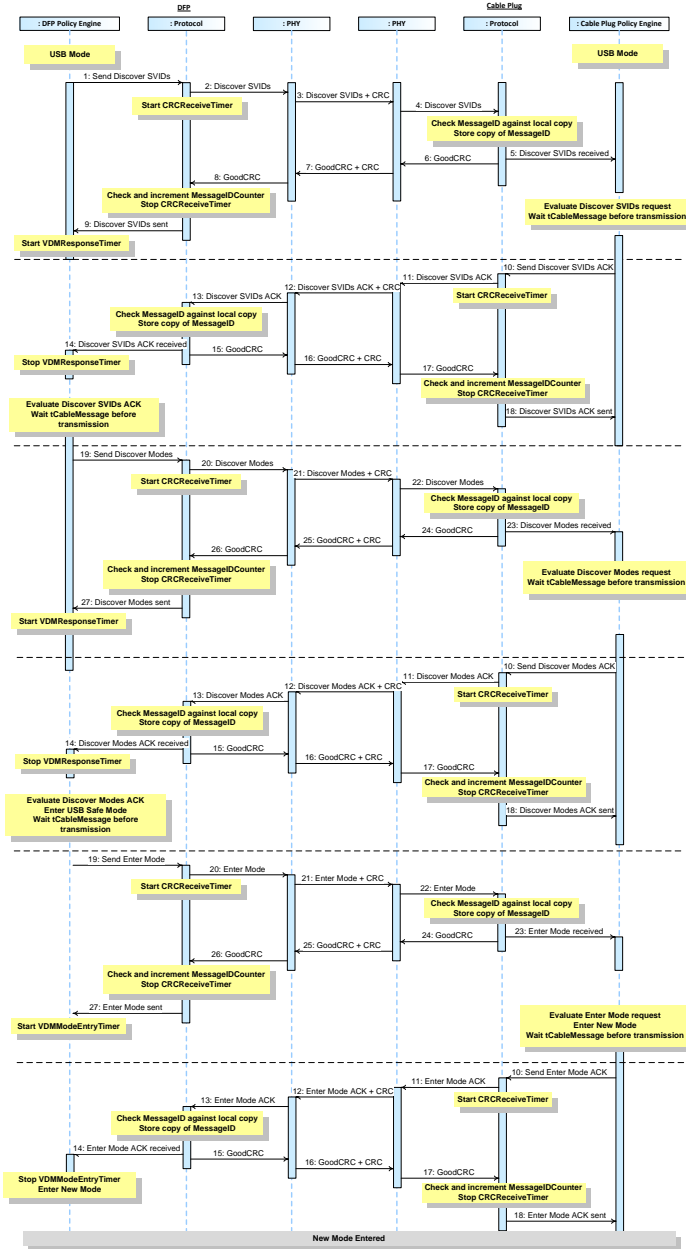 DFP
Cable Plug
: DFP Policy Engine
: Protocol
: PHY
: PHY
: Protocol
: Cable Plug Policy Engine
USB Mode
USB Mode
1: Send Discover SVIDs
2: Discover SVIDs
3: Discover SVIDs + CRC
Start CRCReceiveTimer
4: Discover SVIDs
Check MessageID against local copy
Store copy of MessageID
5: Discover SVIDs received
6: GoodCRC
7: GoodCRC + CRC
8: GoodCRC
Check and increment MessageIDCounter
Stop CRCReceiveTimer
Evaluate Discover SVIDs request
Wait tCableMessage before transmission
9: Discover SVIDs sent
Start VDMResponseTimer
10: Send Discover SVIDs ACK
11: Discover SVIDs ACK
12: Discover SVIDs ACK + CRC
Start CRCReceiveTimer
13: Discover SVIDs ACK
Check MessageID against local copy
Store copy of MessageID
14: Discover SVIDs ACK received
15: GoodCRC
Stop VDMResponseTimer
16: GoodCRC + CRC
17: GoodCRC
Check and increment MessageIDCounter
Stop CRCReceiveTimer
Evaluate Discover SVIDs ACK
Wait tCableMessage before
transmission
18: Discover SVIDs ACK sent
19: Send Discover Modes
20: Discover Modes
21: Discover Modes + CRC
Start CRCReceiveTimer
22: Discover Modes
Check MessageID against local copy
Store copy of MessageID
23: Discover Modes received
24: GoodCRC
25: GoodCRC + CRC
26: GoodCRC
Check and increment MessageIDCounter
Stop CRCReceiveTimer
Evaluate Discover Modes request
Wait tCableMessage before transmission
27: Discover Modes sent
Start VDMResponseTimer
10: Send Discover Modes ACK
11: Discover Modes ACK
12: Discover Modes ACK + CRC
Start CRCReceiveTimer
13: Discover Modes ACK
Check MessageID against local copy
Store copy of MessageID
14: Discover Modes ACK received
15: GoodCRC
Stop VDMResponseTimer
16: GoodCRC + CRC
17: GoodCRC
Check and increment MessageIDCounter
Stop CRCReceiveTimer
Evaluate Discover Modes ACK
Enter USB Safe Mode
Wait tCableMessage before
transmission
18: Discover Modes ACK sent
19: Send Enter Mode
20: Enter Mode
21: Enter Mode + CRC
Start CRCReceiveTimer
22: Enter Mode
Check MessageID against local copy
Store copy of MessageID
23: Enter Mode received
24: GoodCRC
25: GoodCRC + CRC
26: GoodCRC
Check and increment MessageIDCounter
Stop CRCReceiveTimer
27: Enter Mode sent
Start VDMModeEntryTimer
Evaluate Enter Mode request
Enter New Mode
Wait tCableMessage before transmission
10: Send Enter Mode ACK
11: Enter Mode ACK
12: Enter Mode ACK + CRC
Start CRCReceiveTimer
13: Enter Mode ACK
Check MessageID against local copy
Store copy of MessageID
14: Enter Mode ACK received
15: GoodCRC
16: GoodCRC + CRC
17: GoodCRC
Stop VDMModeEntryTimer
Enter New Mode
Check and increment MessageIDCounter
Stop CRCReceiveTimer
18: Enter Mode ACK sent
New Mode Entered